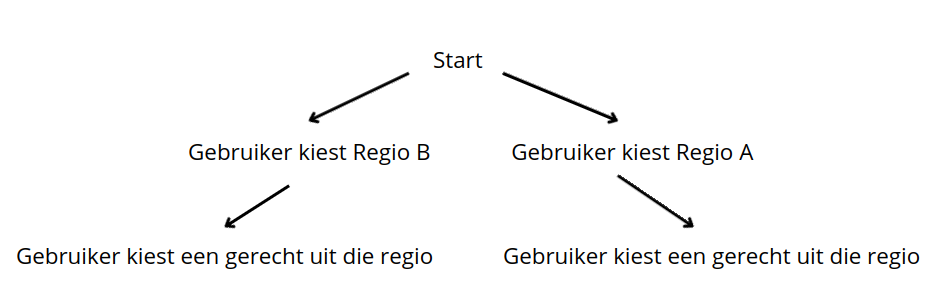 Start
Gebruiker kiest Regio B
Gebruiker kiest Regio A
Gebruiker kiest een gerecht uit die regio
Gebruiker kiest een gerecht uit die regio